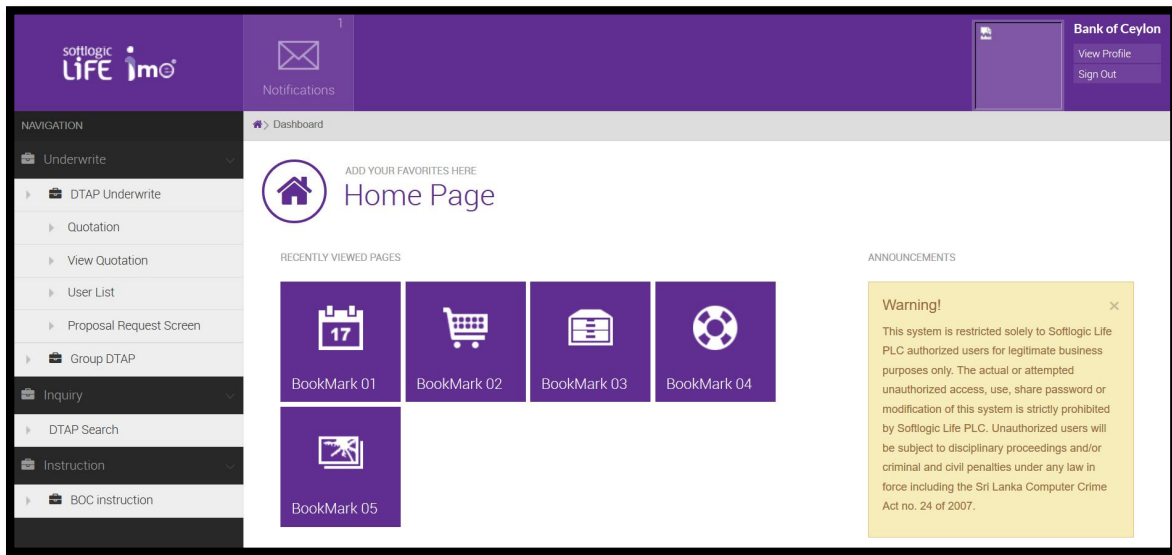 softlogic
LIFE imo
1
Notifications
Bank of Ceylon
View Profile
Sign Out
NAVIGATION
Dashboard
Underwrite
DTAP Underwrite
Quotation
View Quotation
User List
Proposal Request Screen
Group DTAP
Inquiry
DTAP Search
Instruction
BOC instruction
ADD YOUR FAVORITES HERE
Home Page
RECENTLY VIEWED PAGES
17
BookMark 01
BookMark 02
BookMark 03
BookMark 04
BookMark 05
ANNOUNCEMENTS
Warning! ×
This system is restricted solely to Softlogic Life
PLC authorized users for legitimate business
purposes only. The actual or attempted
unauthorized access, use, share password or
modification of this system is strictly prohibited
by Softlogic Life PLC. Unauthorized users will
be subject to disciplinary proceedings and/or
criminal and civil penalties under any law in
force including the Sri Lanka Computer Crime
Act no. 24 of 2007.